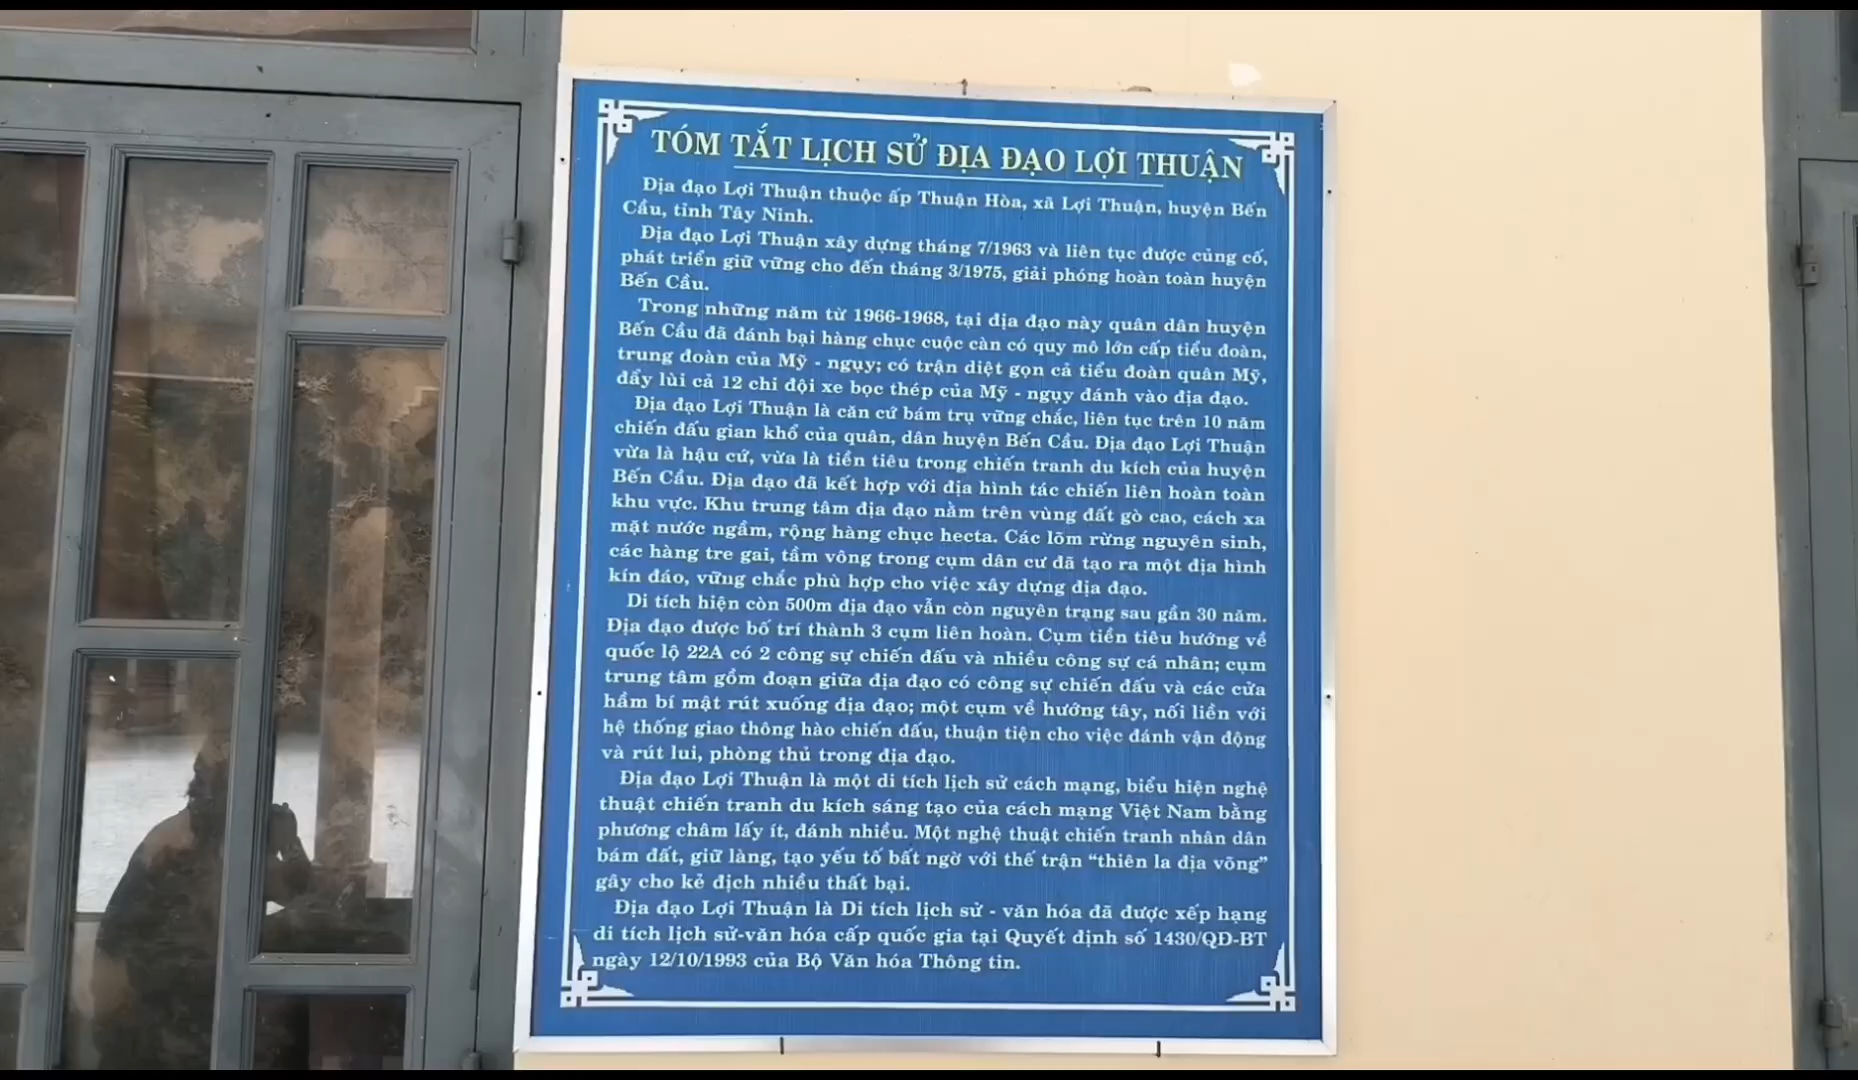 TÓM TẮT LỊCH SỬ ĐỊA ĐẠO LỢI THUẬN
Địa đạo Lợi Thuận thuộc ấp Thuận Hòa, xã Lợi Thuận, huyện Bến
Cầu, tỉnh Tây Ninh.
Địa đạo Lợi Thuận xây dựng tháng 7/1963 và liên tục được củng cố,
phát triển giữ vững cho đến tháng 3/1975, giải phóng hoàn toàn huyện
Bến Cầu.
Trong những năm từ 1966-1968, tại địa đạo này quân dân huyện
Bến Cầu đã đánh bại hàng chục cuộc càn có quy mô lớn cấp tiểu đoàn,
trung đoàn của Mỹ - ngụy; có trận diệt gọn cả tiểu đoàn quân Mỹ,
đẩy lùi cả 12 chi đội xe bọc thép của Mỹ - ngụy đánh vào địa đạo.
Địa đạo Lợi Thuận là căn cứ bám trụ vững chắc, liên tục trên 10 năm
chiến đấu gian khổ của quân, dân huyện Bến Cầu. Địa đạo Lợi Thuận
vừa là hậu cứ, vừa là tiền tiêu trong chiến tranh du kích của huyện
Bến Cầu. Địa đạo đã kết hợp với địa hình tác chiến liên hoàn toàn
khu vực. Khu trung tâm địa đạo nằm trên vùng đất gò cao, cách xa
mặt nước ngầm, rộng hàng chục hecta. Các lõm rừng nguyên sinh,
các hàng tre gai, tầm vông trong cụm dân cư đã tạo ra một địa hình
kín đáo, vững chắc phù hợp cho việc xây dựng địa đạo.
Di tích hiện còn 500m địa đạo vẫn còn nguyên trạng sau gần 30 năm.
Địa đạo được bố trí thành 3 cụm liên hoàn. Cụm tiền tiêu hướng về
quốc lộ 22A có 2 công sự chiến đấu và nhiều công sự cá nhân; cụm
trung tâm gồm đoạn giữa địa đạo có công sự chiến đấu và các cửa
hầm bí mật rút xuống địa đạo; một cụm về hướng tây, nối liền với
hệ thống giao thông hào chiến đấu, thuận tiện cho việc đánh vận động
và rút lui, phòng thủ trong địa đạo.
Địa đạo Lợi Thuận là một di tích lịch sử cách mạng, biểu hiện nghệ
thuật chiến tranh du kích sáng tạo của cách mạng Việt Nam bằng
phương châm lấy ít, đánh nhiều. Một nghệ thuật chiến tranh nhân dân
bám đất, giữ làng, tạo yếu tố bất ngờ với thế trận “thiên la địa võng”
gây cho kẻ địch nhiều thất bại.
Địa đạo Lợi Thuận là Di tích lịch sử - văn hóa đã được xếp hạng
di tích lịch sử-văn hóa cấp quốc gia tại Quyết định số 1430/QĐ-BT
ngày 12/10/1993 của Bộ Văn hóa Thông tin.